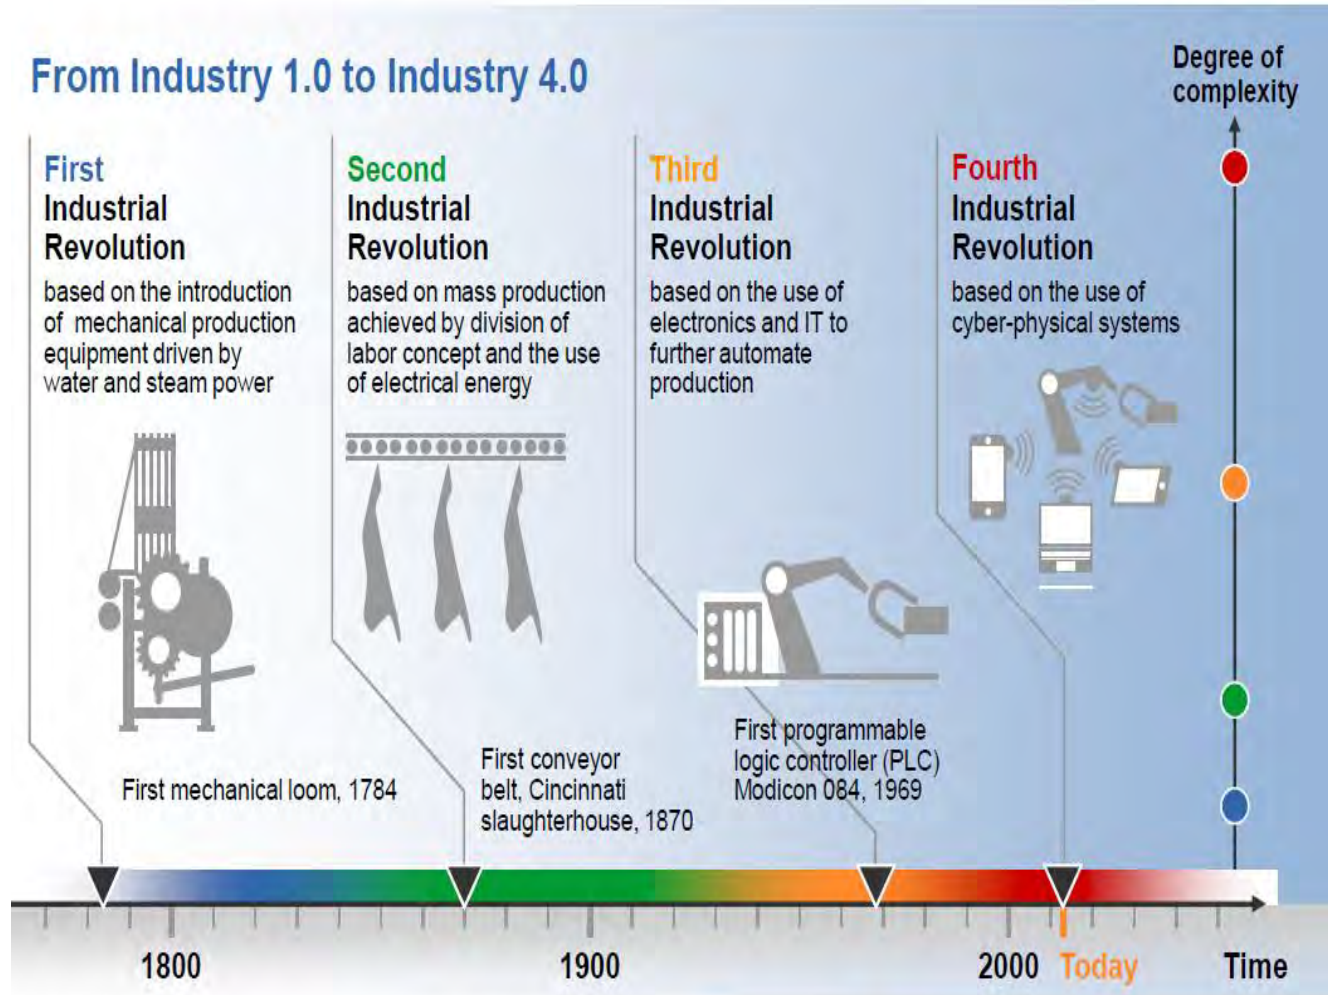 From Industry 1.0 to Industry 4.0
Degree of
complexity
First
Industrial
Revolution
based on the introduction
of mechanical production
equipment driven by
water and steam power
Second
Industrial
Revolution
based on mass production
achieved by division of
labor concept and the use
of electrical energy
Third
Industrial
Revolution
based on the use of
electronics and IT to
further automate
production
Fourth
Industrial
Revolution
based on the use of
cyber-physical systems
First mechanical loom, 1784
First conveyor
belt, Cincinnati
slaughterhouse, 1870
First programmable
logic controller (PLC)
Modicon 084, 1969
1800
1900
2000
Today
Time